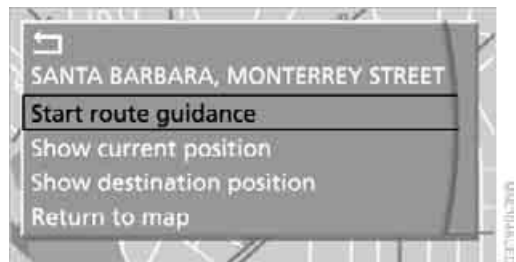 SANTA BARBARA, MONTERREY STREET
Start route guidance
Show current position
Show destination position
Return to map